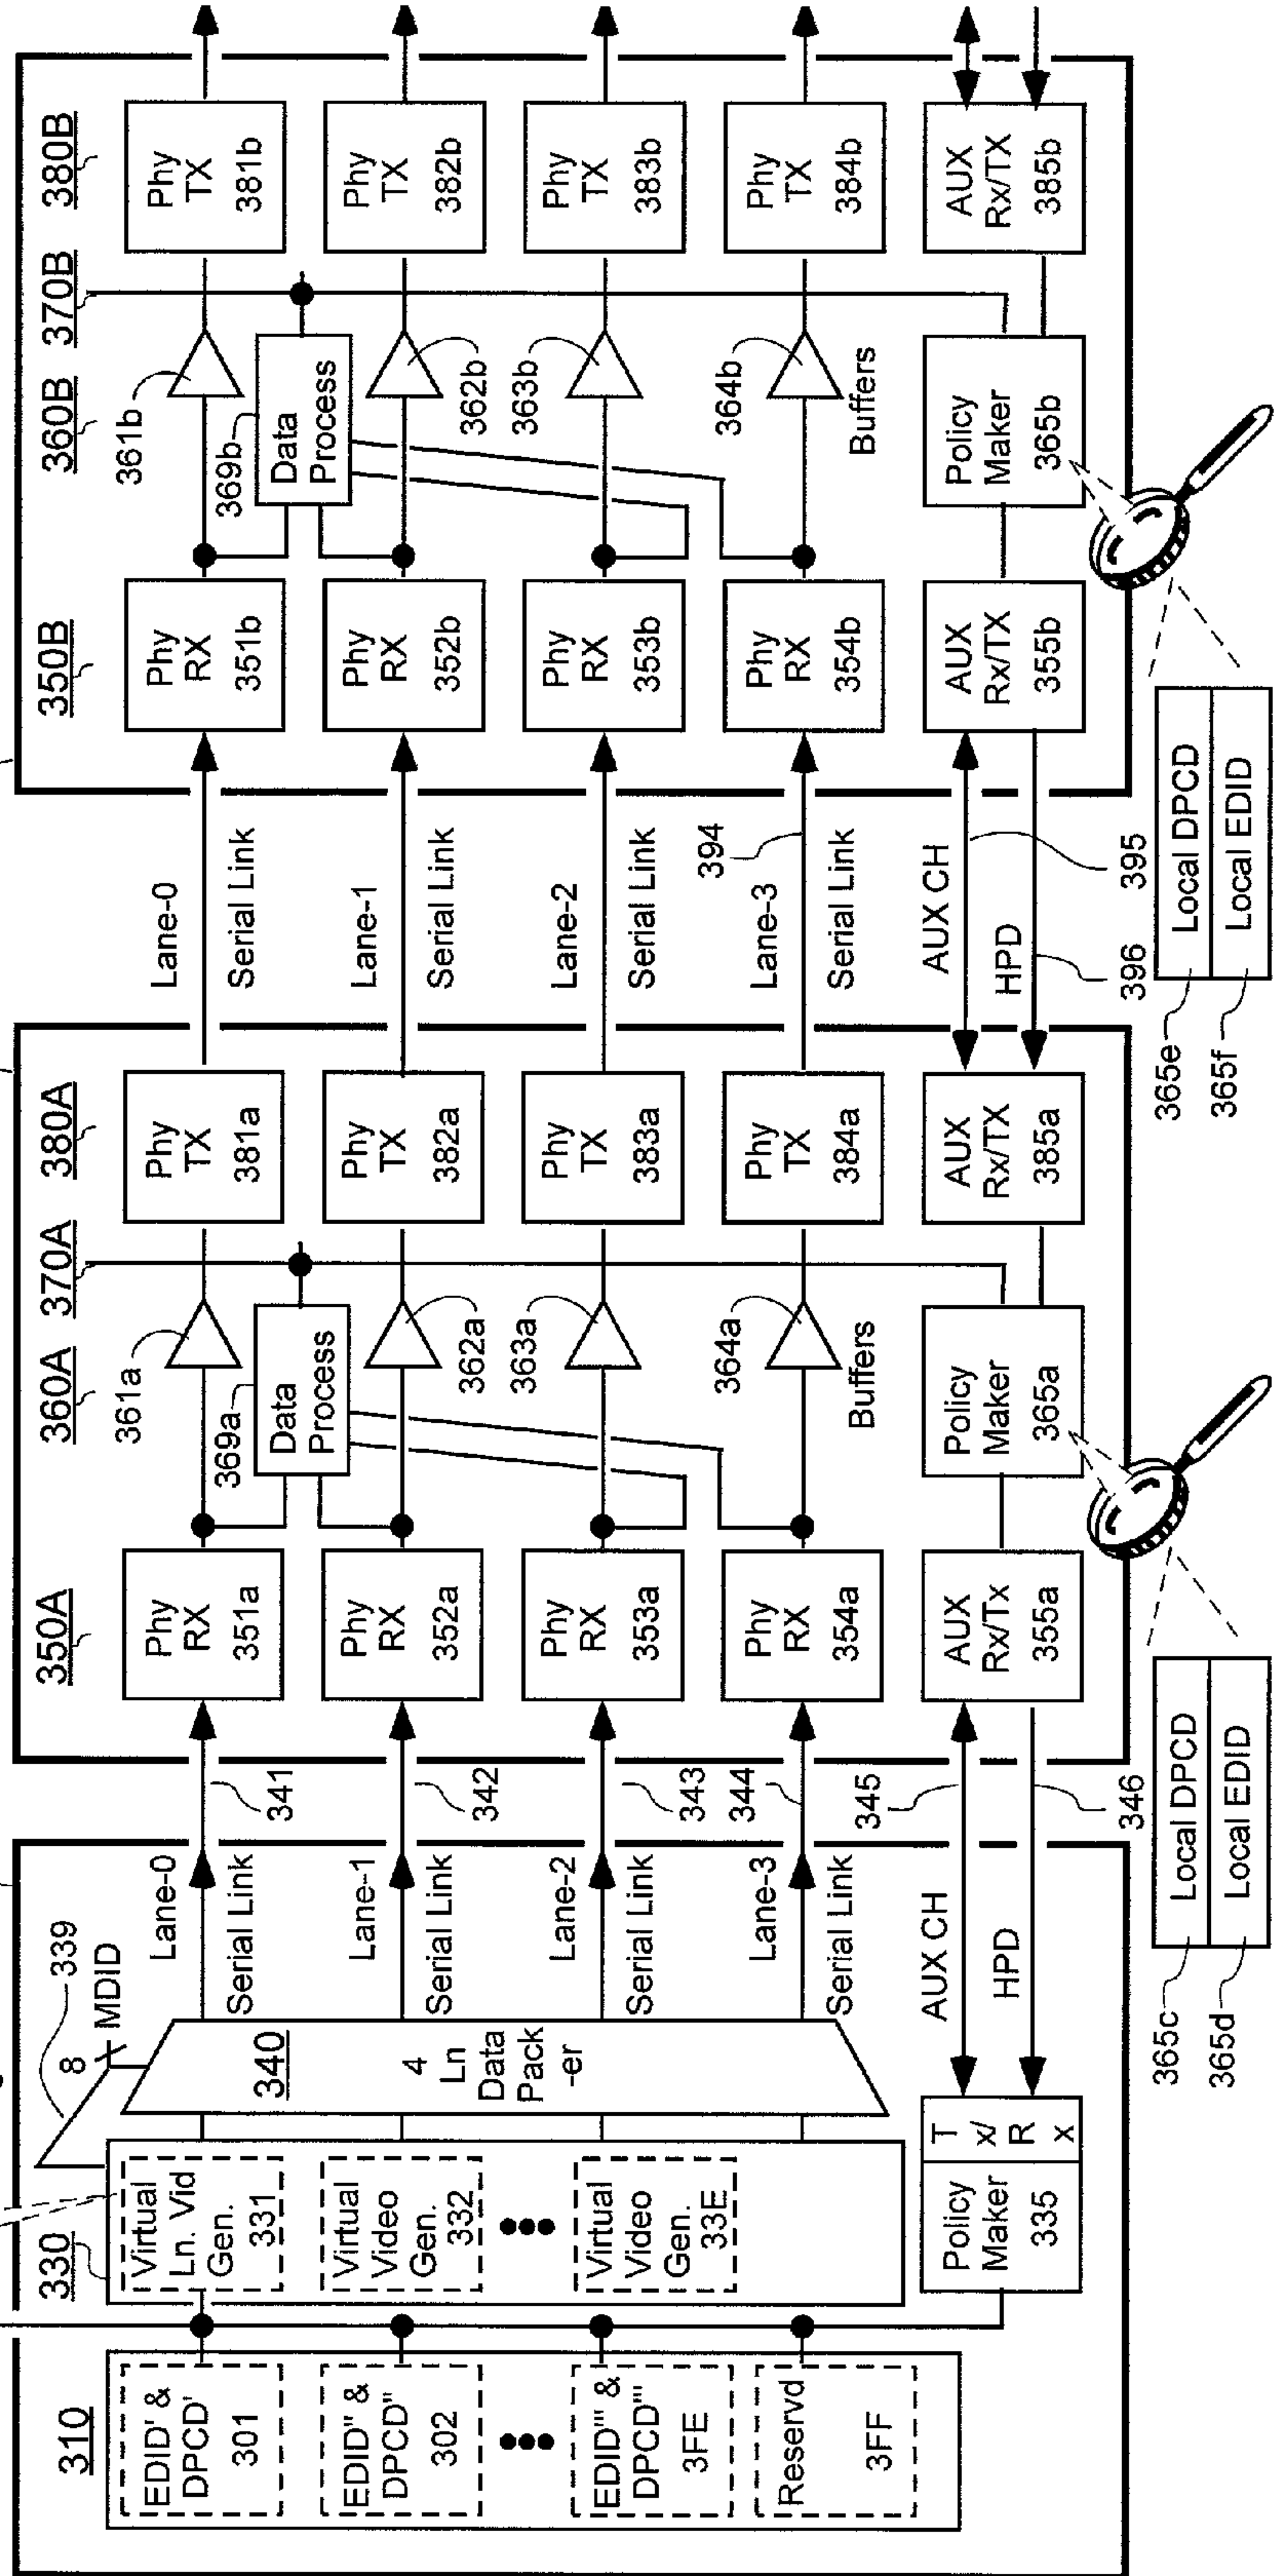 310
EDID' &
DPCD'
301
EDID'' &
DPCD''
302
EDID''' &
DPCD'''
3FE
Reservd
3FF
330
Virtual
Ln. Vid
Gen.
331
Virtual
Video
Gen.
332
Virtual
Video
Gen.
33E
Policy
Maker
335
T
x/
R
x
339
8
MDID
340
4
Ln
Data
Pack
-er
Lane-0
Serial Link
Lane-1
Serial Link
Lane-2
Serial Link
Lane-3
Serial Link
AUX CH
HPD
341
342
343
344
345
346
350A
360A
370A
380A
Phy
RX
351a
Phy
RX
352a
Phy
RX
353a
Phy
RX
354a
AUX
Rx/Tx
355a
361a
369a
Data
Process
362a
363a
364a
Buffers
Policy
Maker
365a
Phy
TX
381a
Phy
TX
382a
Phy
TX
383a
Phy
TX
384a
AUX
Rx/TX
385a
365c
Local DPCD
365d
Local EDID
Lane-0
Serial Link
Lane-1
Serial Link
Lane-2
Serial Link
Lane-3
394
Serial Link
AUX CH
395
HPD
396
350B
360B
370B
380B
Phy
RX
351b
Phy
RX
352b
Phy
RX
353b
Phy
RX
354b
AUX
Rx/TX
355b
361b
369b
Data
Process
362b
363b
364b
Buffers
Policy
Maker
365b
Phy
TX
381b
Phy
TX
382b
Phy
TX
383b
Phy
TX
384b
AUX
Rx/TX
385b
365e
Local DPCD
365f
Local EDID